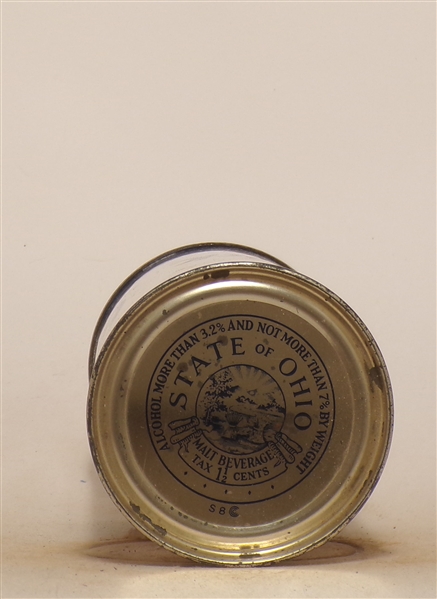 ALCOHOL MORE THAN 3.2% AND NOT MORE THAN 7% BY WEIGHT
STATE OF OHIO
MALT BEVERAGE
TAX 1½ CENTS
S B C